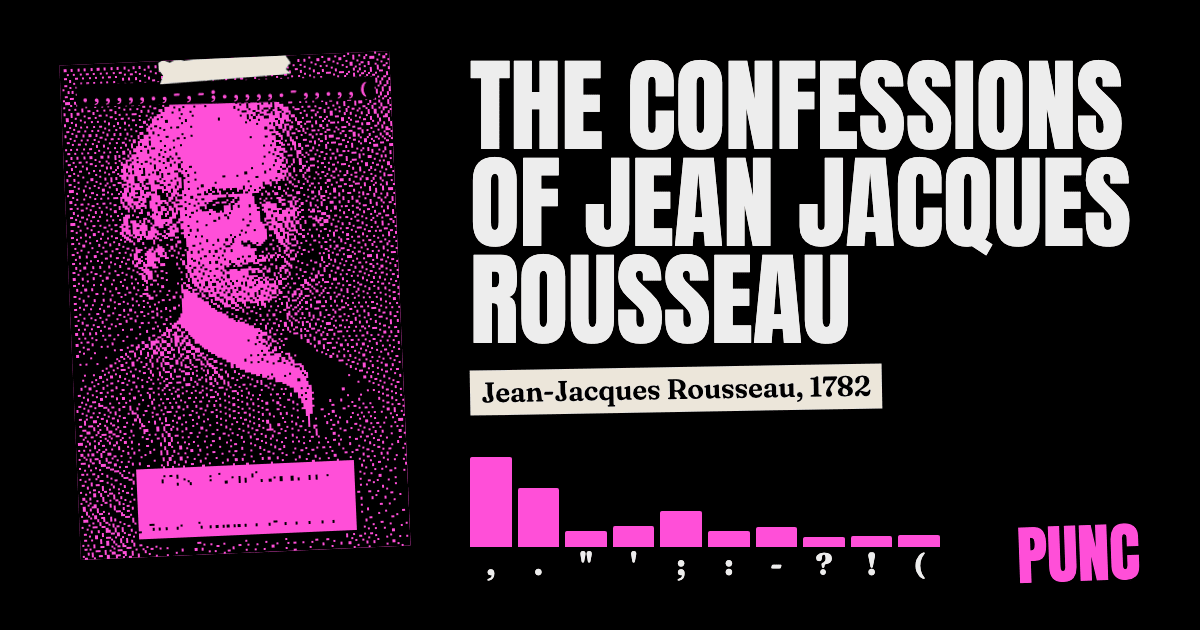 THE CONFESSIONS
OF JEAN JACQUES
ROUSSEAU
Jean-Jacques Rousseau, 1782
, . " ' ; : - ? ! (
PUNC